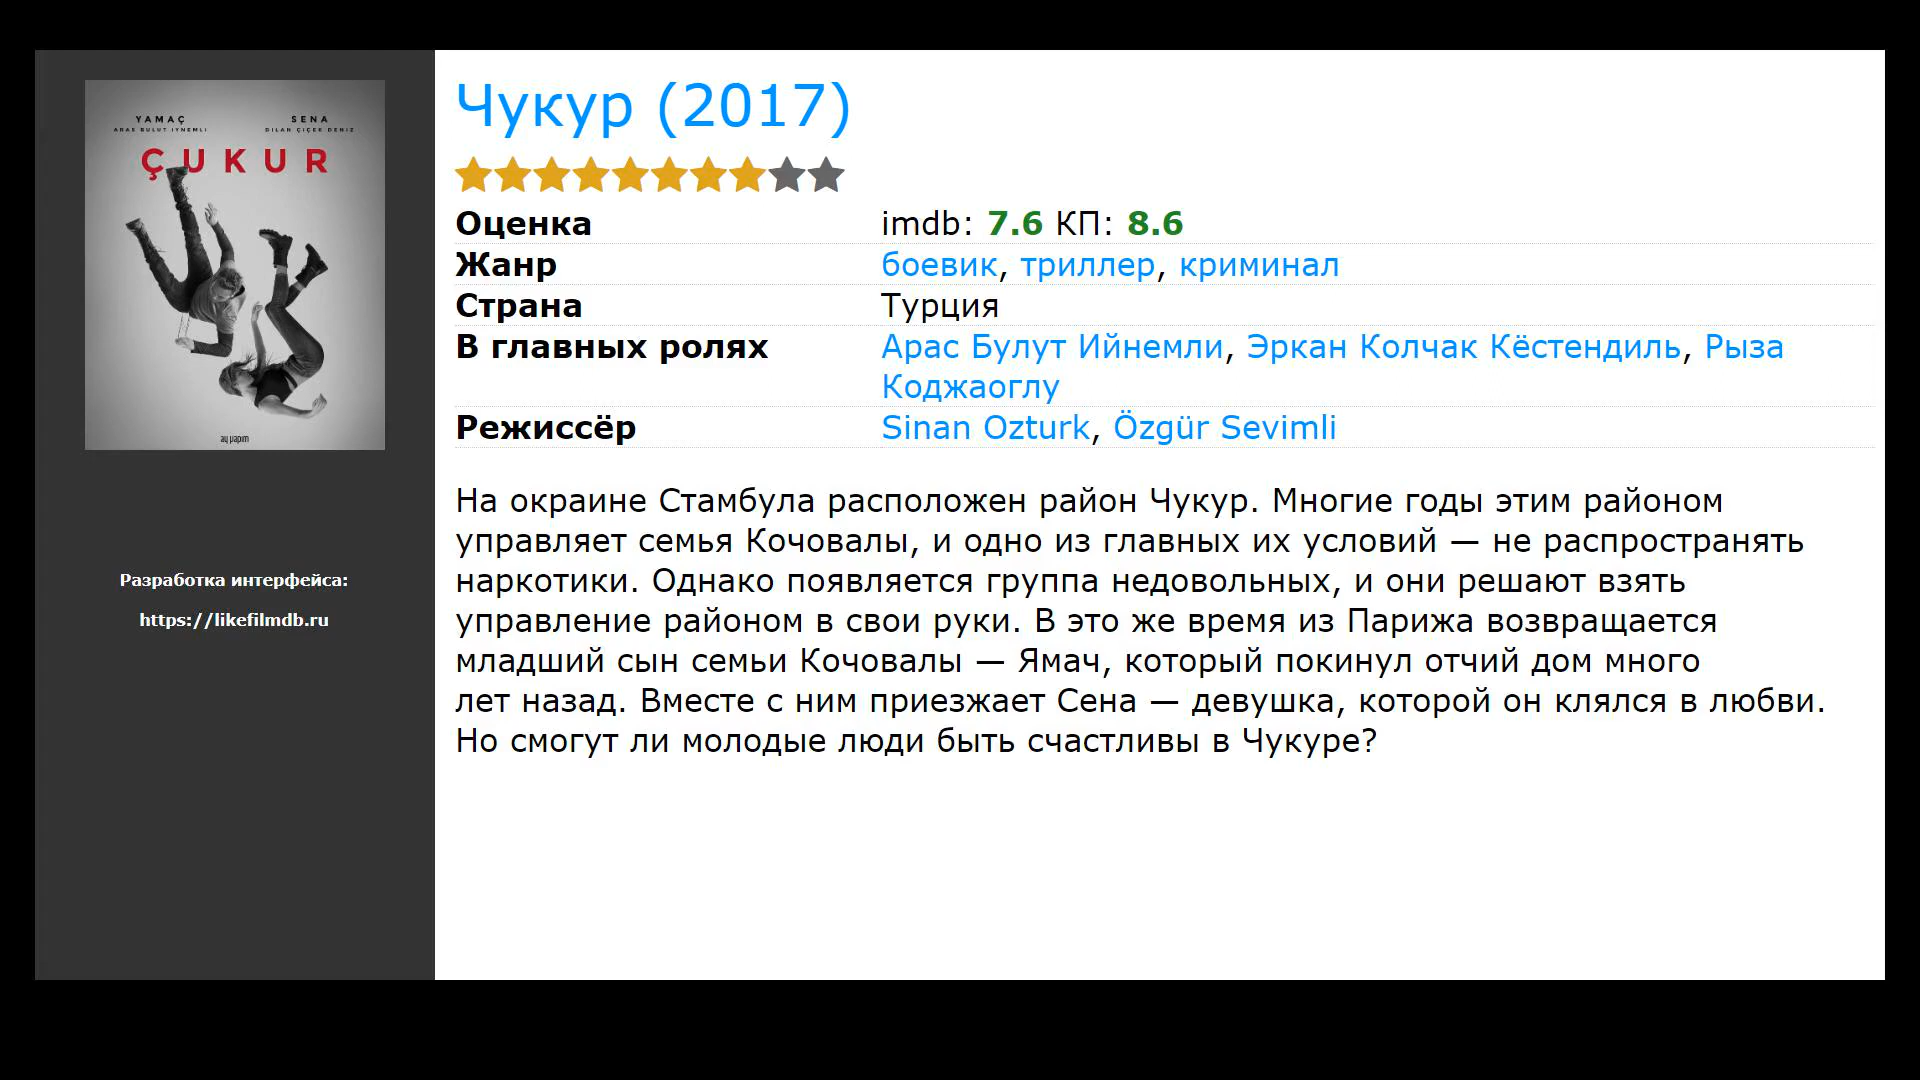 YAMAÇ SENA
ARAS BULUT İYNEMLİ DİLAN ÇİÇEK DENİZ
ÇUKUR
ay yapım
Разработка интерфейса:
https://likefilmdb.ru
Чукур (2017)
Оценка imdb: 7.6 КП: 8.6
Жанр боевик, триллер, криминал
Страна Турция
В главных ролях Арас Булут Ийнемли, Эркан Колчак Кёстендиль, Рыза
Коджаоглу
Режиссёр Sinan Ozturk, Özgür Sevimli
На окраине Стамбула расположен район Чукур. Многие годы этим районом
управляет семья Кочовалы, и одно из главных их условий — не распространять
наркотики. Однако появляется группа недовольных, и они решают взять
управление районом в свои руки. В это же время из Парижа возвращается
младший сын семьи Кочовалы — Ямач, который покинул отчий дом много
лет назад. Вместе с ним приезжает Сена — девушка, которой он клялся в любви.
Но смогут ли молодые люди быть счастливы в Чукуре?